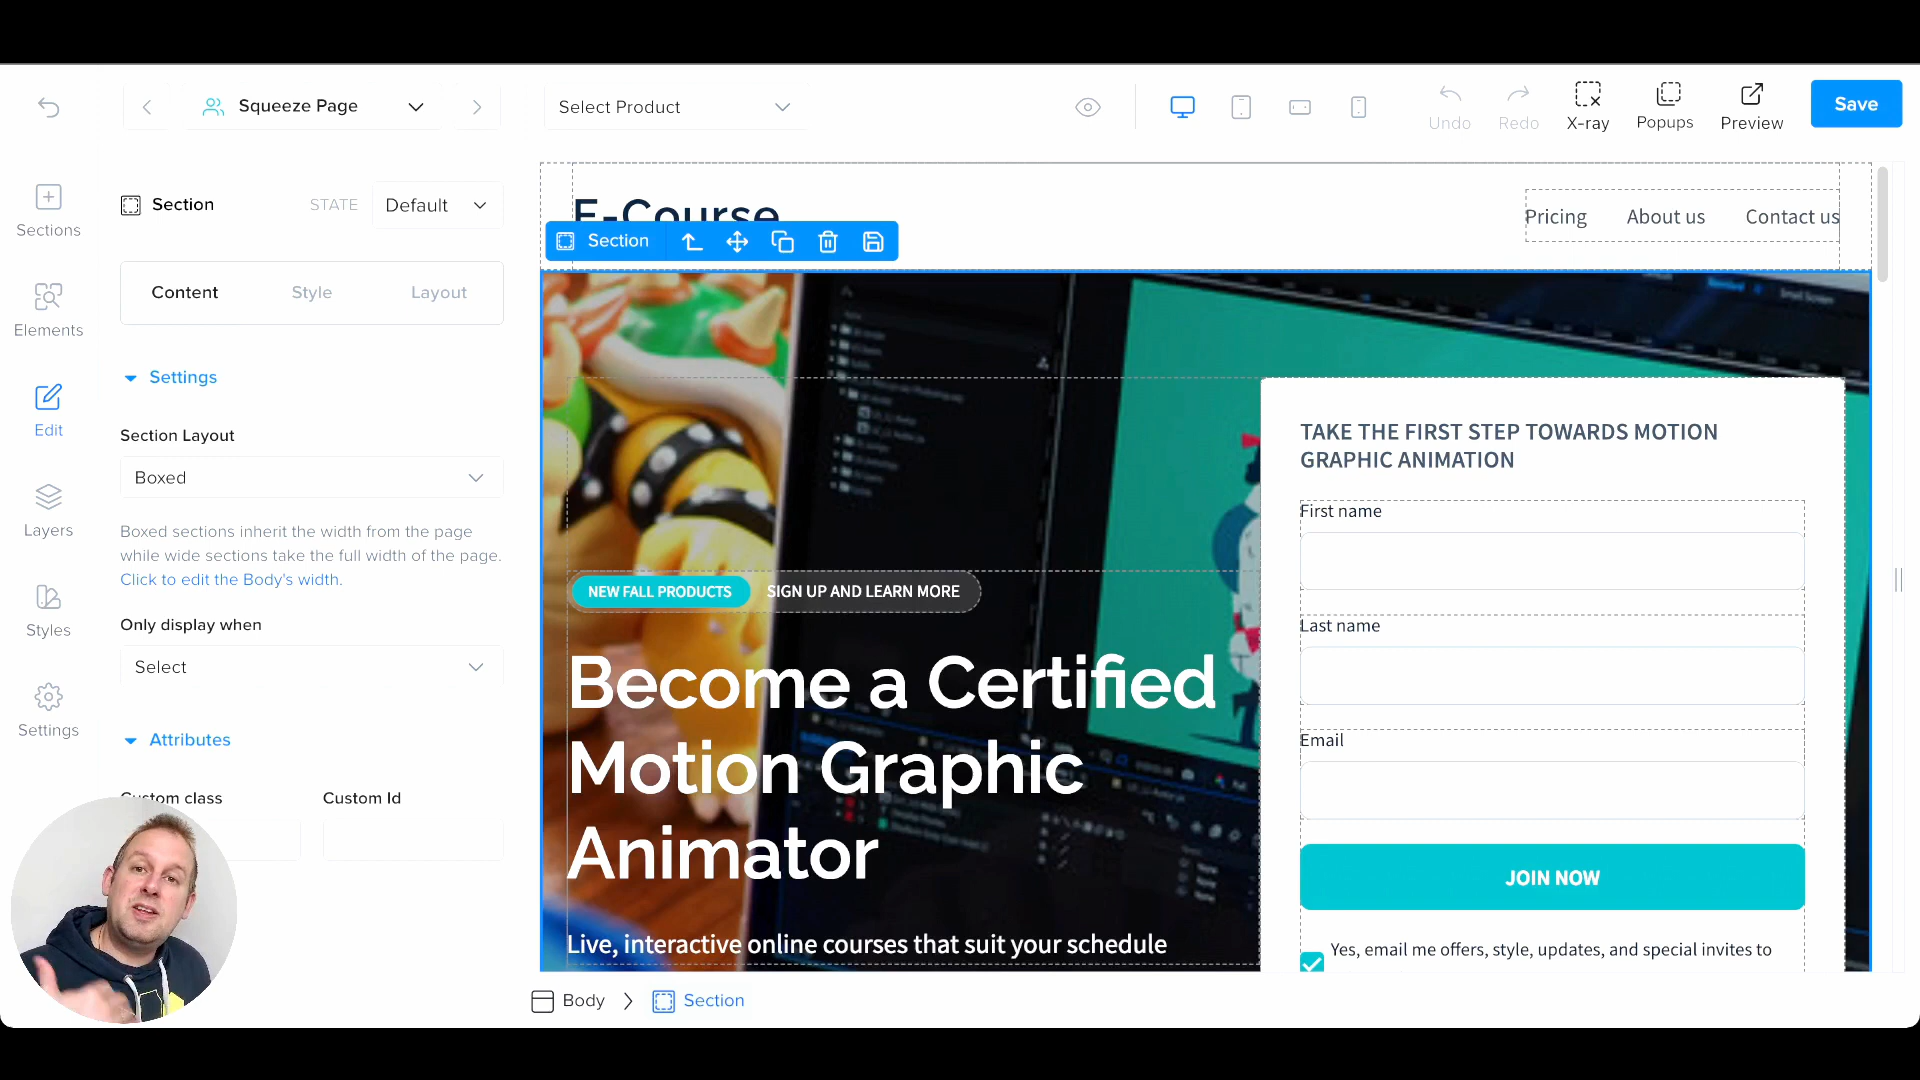 Squeeze Page
Select Product
Undo
Redo
X-ray
Popups
Preview
Save
Sections
Elements
Edit
Layers
Styles
Settings
Section
STATE
Default
Content
Style
Layout
Settings
Section Layout
Boxed
Boxed sections inherit the width from the page
while wide sections take the full width of the page.
Click to edit the Body's width.
Only display when
Select
Attributes
Custom class
Custom Id
E-Course
Pricing
About us
Contact us
Section
NEW FALL PRODUCTS
SIGN UP AND LEARN MORE
Become a Certified
Motion Graphic
Animator
Live, interactive online courses that suit your schedule
TAKE THE FIRST STEP TOWARDS MOTION
GRAPHIC ANIMATION
First name
Last name
Email
JOIN NOW
Yes, email me offers, style, updates, and special invites to
Body
Section